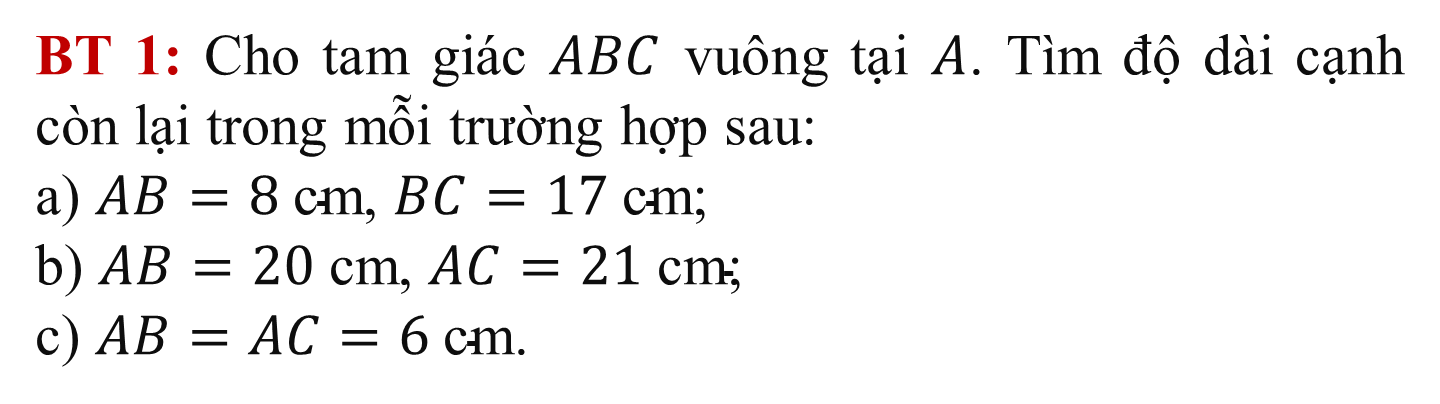 BT 1: Cho tam giác ABC vuông tại A. Tìm độ dài cạnh
còn lại trong mỗi trường hợp sau:
a) AB = 8 cm, BC = 17 cm;
b) AB = 20 cm, AC = 21 cm;
c) AB = AC = 6 cm.